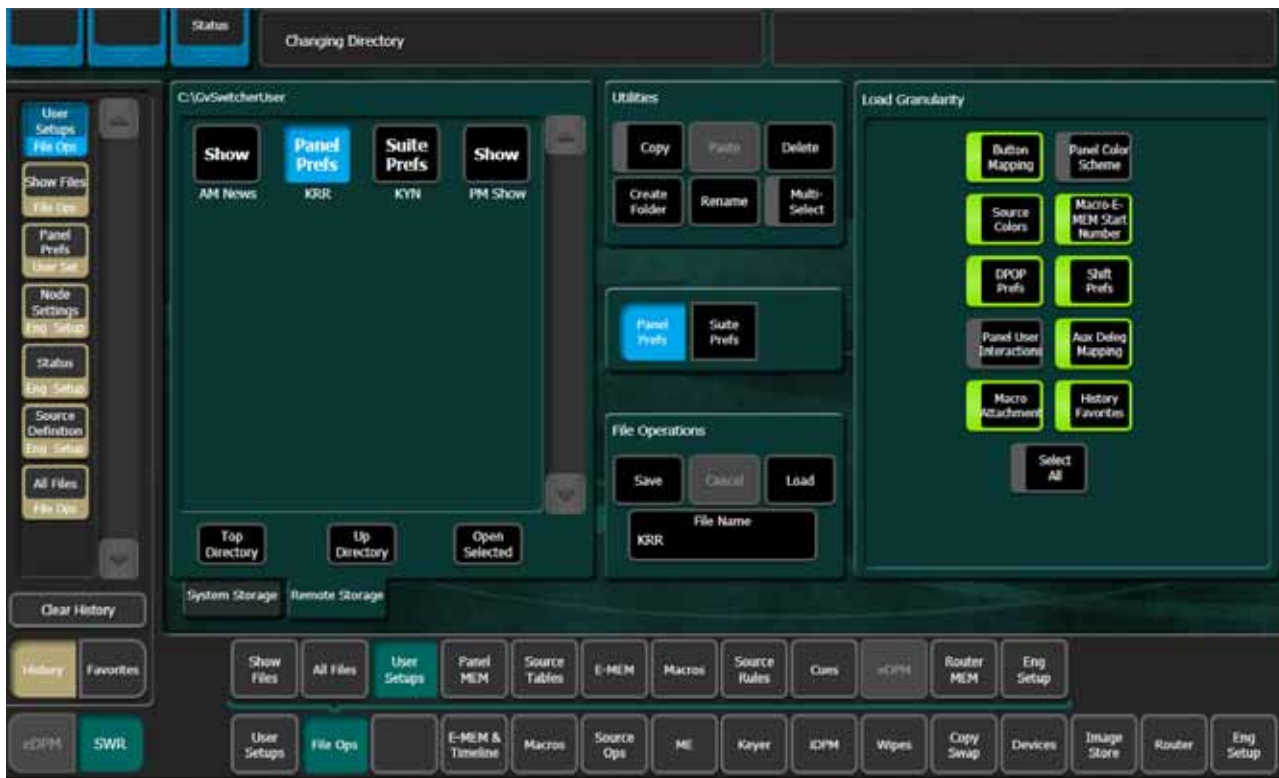 Status
Changing Directory
User
Setups
File Ops
Show Files
File Ops
Panel
Prefs
User Set
Node
Settings
Eng Setup
Status
Eng Setup
Source
Definition
Eng Setup
All Files
File Ops
Clear History
History
Favorites
eDPM
SWR
C:\GvSwitcherUser
Show
AM News
Panel
Prefs
KRR
Suite
Prefs
KYN
Show
PM Show
Top
Directory
Up
Directory
Open
Selected
System Storage
Remote Storage
Utilities
Copy
Paste
Delete
Create
Folder
Rename
Multi-
Select
Panel
Prefs
Suite
Prefs
File Operations
Save
Cancel
Load
File Name
KRR
Load Granularity
Button
Mapping
Panel Color
Scheme
Source
Colors
Macro-E-
MEM Start
Number
DPOP
Prefs
Shift
Prefs
Panel User
Interactions
Aux Deleg
Mapping
Macro
Attachment
History
Favorites
Select
All
Show
Files
All Files
User
Setups
Panel
MEM
Source
Tables
E-MEM
Macros
Source
Rules
Cues
eDPM
Router
MEM
Eng
Setup
User
Setups
File Ops
E-MEM &
Timeline
Macros
Source
Ops
ME
Keyer
iDPM
Wipes
Copy
Swap
Devices
Image
Store
Router
Eng
Setup